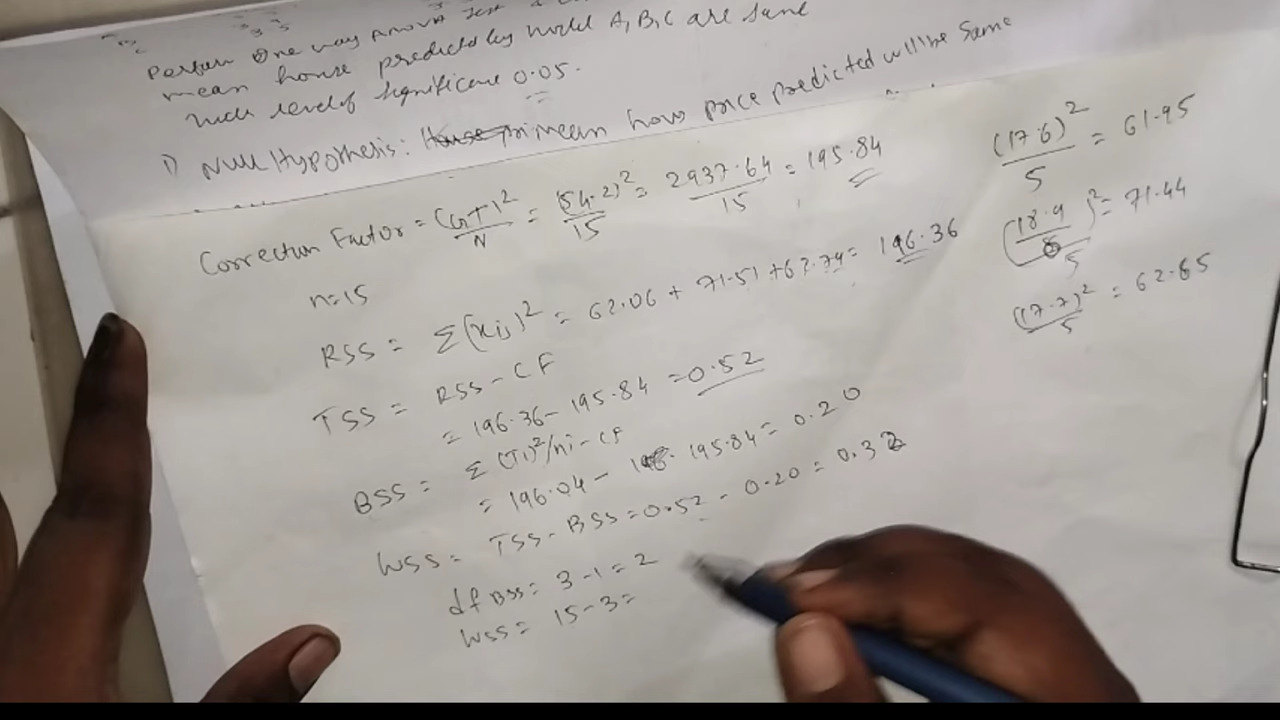 Perform One way ANOVA Test
mean house predicted by model A, B, C are same
such level of significance 0.05.
1) Null Hypothesis: mean hous price predicted will be same
Correction Factor = (GT)² / N = (54.2)² / 15 = 2937.64 / 15 = 195.84
n=15
RSS = Σ(xij)² = 62.06 + 71.51 + 62.79 = 196.36
TSS = RSS - CF
= 196.36 - 195.84 = 0.52
BSS = Σ(Ti)²/ni - CF
= 196.04 - 195.84 = 0.20
WSS = TSS - BSS = 0.52 - 0.20 = 0.32
df BSS = 3 - 1 = 2
WSS = 15 - 3 =
(17.6)² / 5 = 61.95
(18.9)² / 5 = 71.44
(17.7)² / 5 = 62.65